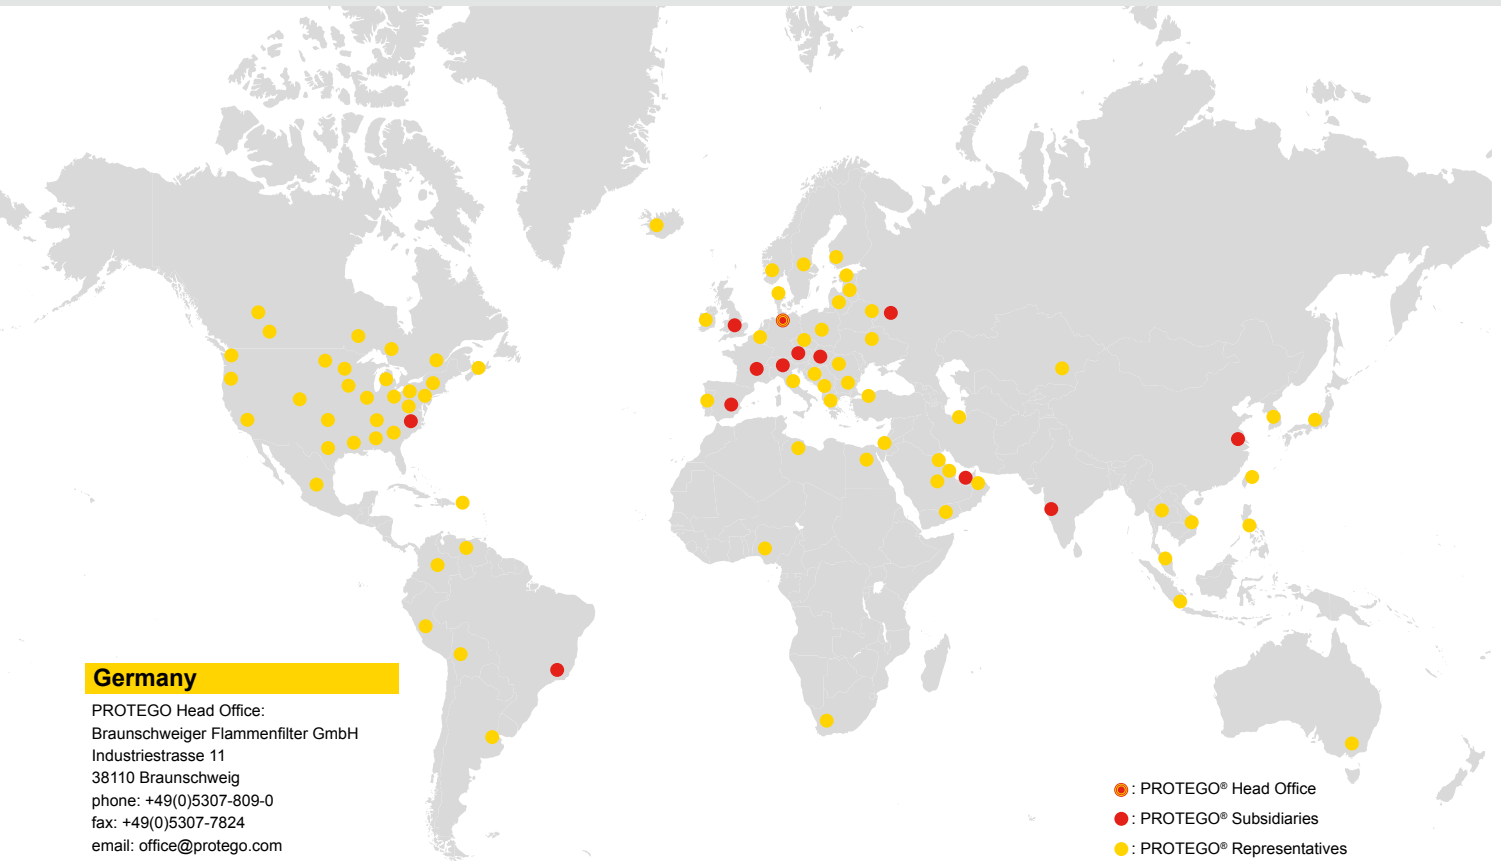 Germany
PROTEGO Head Office:
Braunschweiger Flammenfilter GmbH
Industriestrasse 11
38110 Braunschweig
phone: +49(0)5307-809-0
fax: +49(0)5307-7824
email: office@protego.com
: PROTEGO® Head Office
: PROTEGO® Subsidiaries
: PROTEGO® Representatives